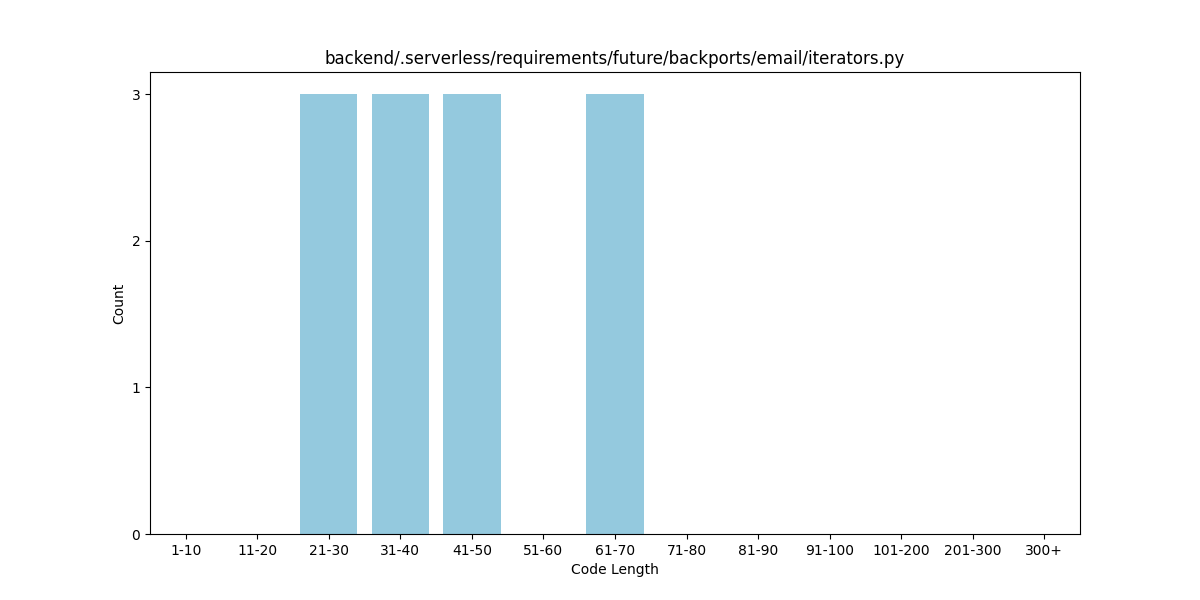 backend/.serverless/requirements/future/backports/email/iterators.py
3
2
1
0
Count
1-10 11-20 21-30 31-40 41-50 51-60 61-70 71-80 81-90 91-100 101-200 201-300 300+
Code Length